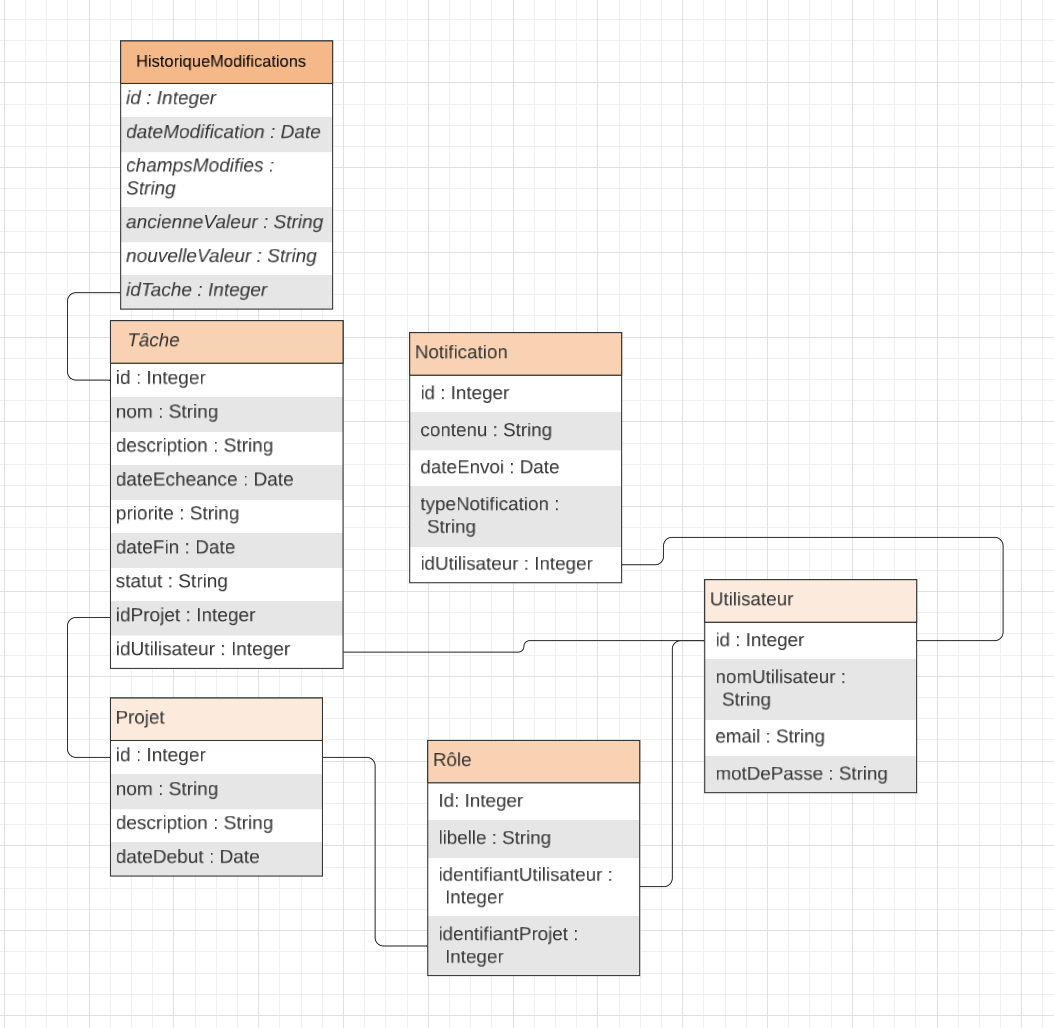 HistoriqueModifications
id : Integer
dateModification : Date
champsModifies :
String
ancienneValeur : String
nouvelleValeur : String
idTache : Integer
Tâche
id : Integer
nom : String
description : String
dateEcheance : Date
priorite : String
dateFin : Date
statut : String
idProjet : Integer
idUtilisateur : Integer
Notification
id : Integer
contenu : String
dateEnvoi : Date
typeNotification :
String
idUtilisateur : Integer
Utilisateur
id : Integer
nomUtilisateur :
String
email : String
motDePasse : String
Projet
id : Integer
nom : String
description : String
dateDebut : Date
Rôle
Id: Integer
libelle : String
identifiantUtilisateur :
Integer
identifiantProjet :
Integer